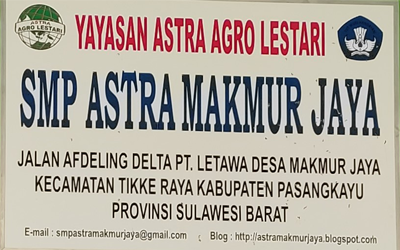 ASTRA
AGRO LESTARI
YAYASAN ASTRA AGRO LESTARI
SMP ASTRA MAKMUR JAYA
JALAN AFDELING DELTA PT. LETAWA DESA MAKMUR JAYA
KECAMATAN TIKKE RAYA KABUPATEN PASANGKAYU
PROVINSI SULAWESI BARAT
E-mail : smpastramakmurjaya@gmail.com Blog : http://astramakmurjaya.blogspot.com